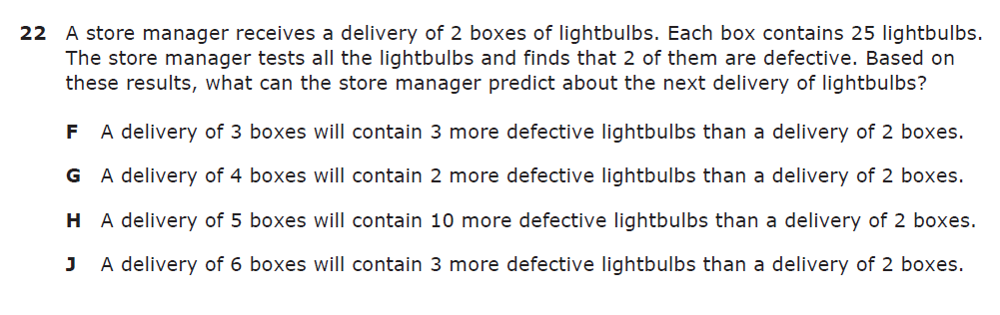 22 A store manager receives a delivery of 2 boxes of lightbulbs. Each box contains 25 lightbulbs.
The store manager tests all the lightbulbs and finds that 2 of them are defective. Based on
these results, what can the store manager predict about the next delivery of lightbulbs?
F A delivery of 3 boxes will contain 3 more defective lightbulbs than a delivery of 2 boxes.
G A delivery of 4 boxes will contain 2 more defective lightbulbs than a delivery of 2 boxes.
H A delivery of 5 boxes will contain 10 more defective lightbulbs than a delivery of 2 boxes.
J A delivery of 6 boxes will contain 3 more defective lightbulbs than a delivery of 2 boxes.